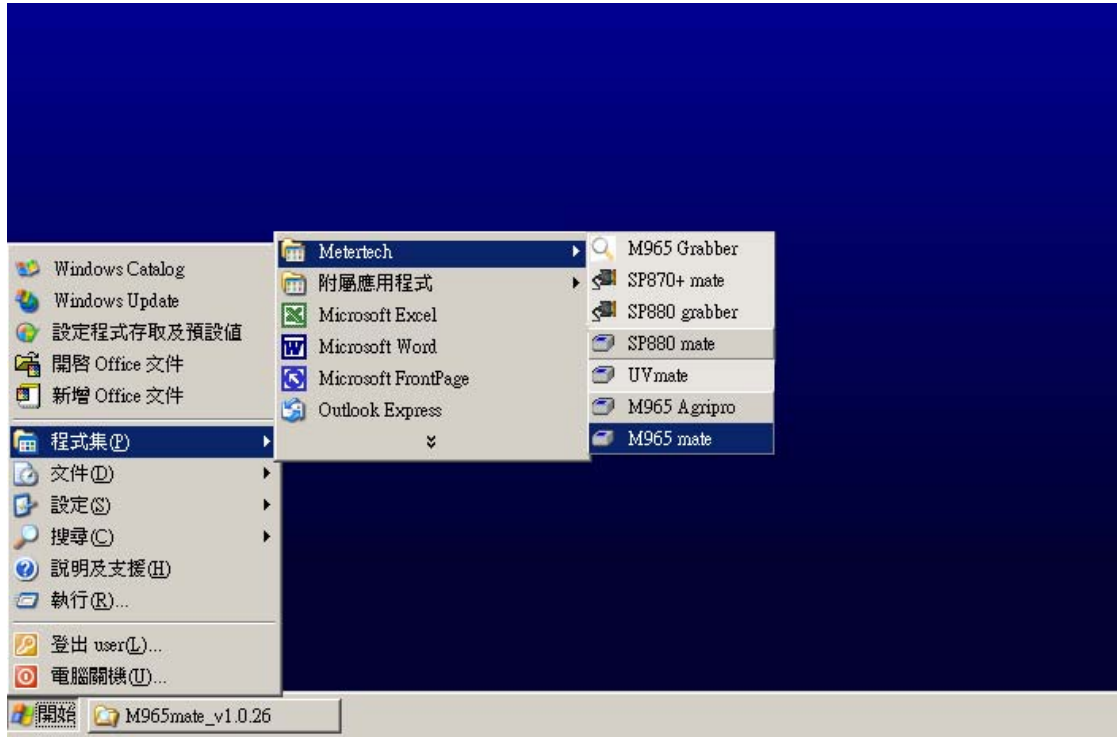 Windows Catalog
Windows Update
設定程式存取及預設值
開啓 Office 文件
新增 Office 文件
程式集(P)
文件(D)
設定(S)
搜尋(C)
說明及支援(H)
執行(R)...
登出 user(L)...
電腦關機(U)...
Metertech
附屬應用程式
Microsoft Excel
Microsoft Word
Microsoft FrontPage
Outlook Express
M965 Grabber
SP870+ mate
SP880 grabber
SP880 mate
UVmate
M965 Agripro
M965 mate
開始
M965mate_v1.0.26